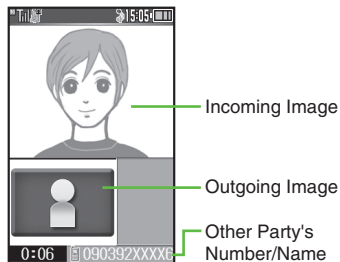 15:05
Incoming Image
Outgoing Image
Other Party's
Number/Name
0:06 090392XXXX6